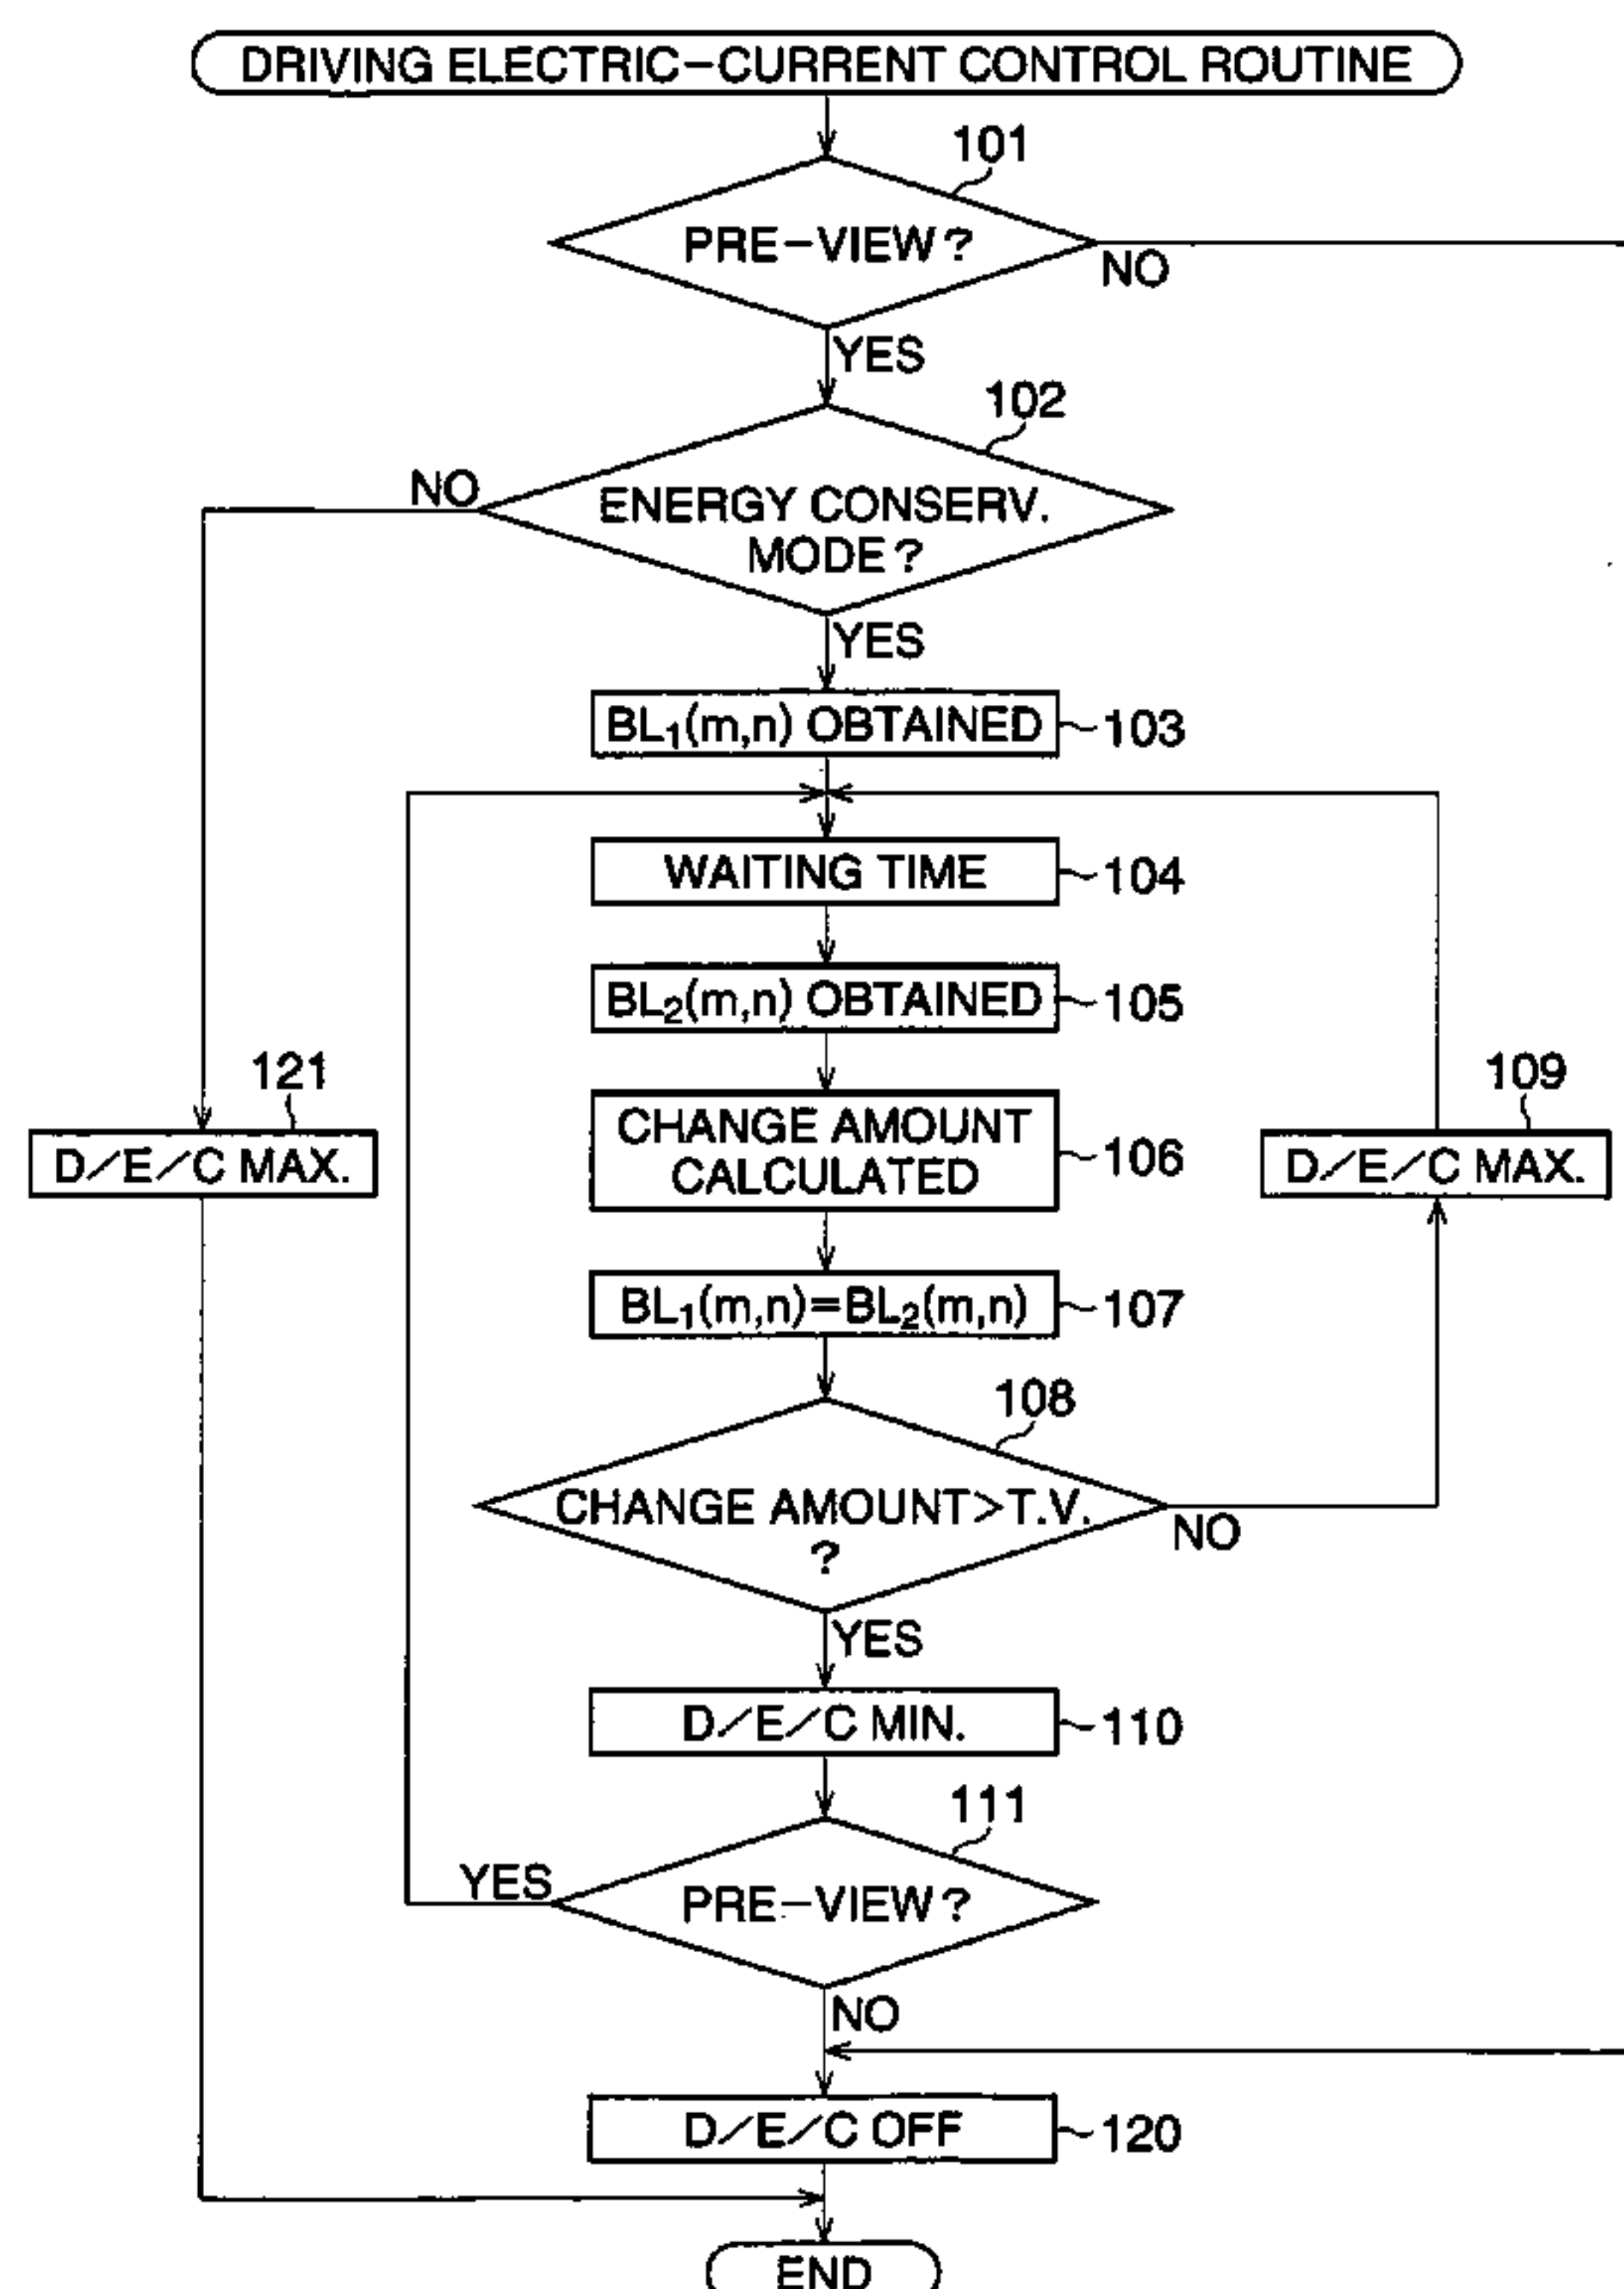 DRIVING ELECTRIC-CURRENT CONTROL ROUTINE
101
PRE-VIEW?
NO
YES
102
NO
ENERGY CONSERV.
MODE?
YES
BL₁(m,n) OBTAINED
103
WAITING TIME
104
BL₂(m,n) OBTAINED
105
121
109
D/E/C MAX.
CHANGE AMOUNT
CALCULATED
106
D/E/C MAX.
BL₁(m,n)=BL₂(m,n)
107
108
CHANGE AMOUNT>T.V.
?
NO
YES
D/E/C MIN.
110
111
YES
PRE-VIEW?
NO
D/E/C OFF
120
END